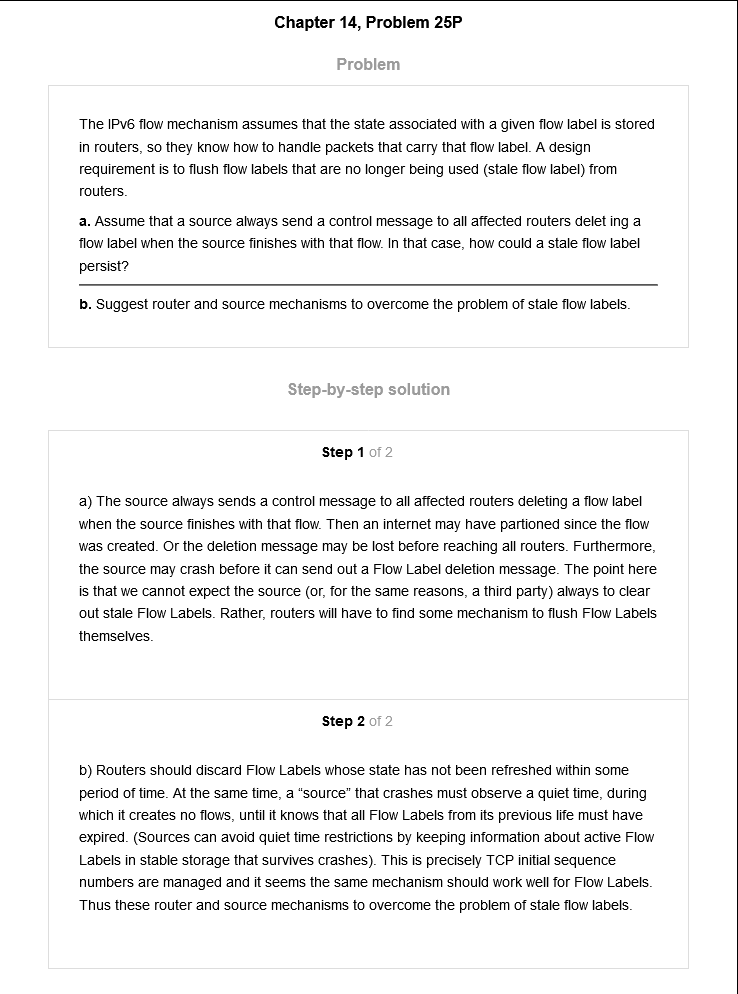 Chapter 14, Problem 25P
Problem
The IPv6 flow mechanism assumes that the state associated with a given flow label is stored
in routers, so they know how to handle packets that carry that flow label. A design
requirement is to flush flow labels that are no longer being used (stale flow label) from
routers.
a. Assume that a source always send a control message to all affected routers delet ing a
flow label when the source finishes with that flow. In that case, how could a stale flow label
persist?
b. Suggest router and source mechanisms to overcome the problem of stale flow labels.
Step-by-step solution
Step 1 of 2
a) The source always sends a control message to all affected routers deleting a flow label
when the source finishes with that flow. Then an internet may have partioned since the flow
was created. Or the deletion message may be lost before reaching all routers. Furthermore,
the source may crash before it can send out a Flow Label deletion message. The point here
is that we cannot expect the source (or, for the same reasons, a third party) always to clear
out stale Flow Labels. Rather, routers will have to find some mechanism to flush Flow Labels
themselves.
Step 2 of 2
b) Routers should discard Flow Labels whose state has not been refreshed within some
period of time. At the same time, a “source” that crashes must observe a quiet time, during
which it creates no flows, until it knows that all Flow Labels from its previous life must have
expired. (Sources can avoid quiet time restrictions by keeping information about active Flow
Labels in stable storage that survives crashes). This is precisely TCP initial sequence
numbers are managed and it seems the same mechanism should work well for Flow Labels.
Thus these router and source mechanisms to overcome the problem of stale flow labels.